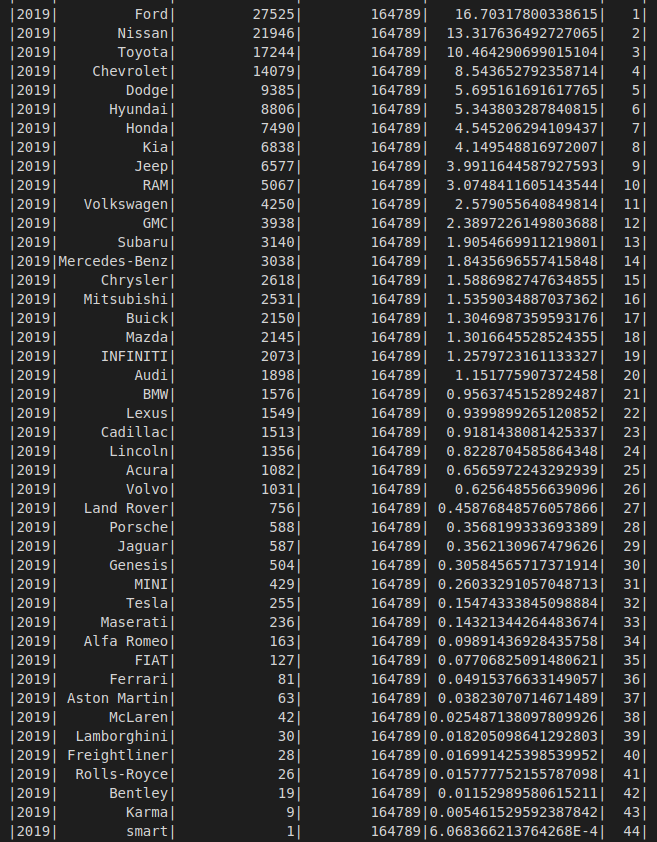 |2019| Ford| 27525| 164789| 16.70317800338615| 1|
|2019| Nissan| 21946| 164789| 13.317636492727065| 2|
|2019| Toyota| 17244| 164789| 10.464290699015104| 3|
|2019| Chevrolet| 14079| 164789| 8.543652792358714| 4|
|2019| Dodge| 9385| 164789| 5.695161691617765| 5|
|2019| Hyundai| 8806| 164789| 5.343803287840815| 6|
|2019| Honda| 7490| 164789| 4.545206294109437| 7|
|2019| Kia| 6838| 164789| 4.149548816972007| 8|
|2019| Jeep| 6577| 164789| 3.9911644587927593| 9|
|2019| RAM| 5067| 164789| 3.0748411605143544| 10|
|2019| Volkswagen| 4250| 164789| 2.579055640849814| 11|
|2019| GMC| 3938| 164789| 2.3897226149803688| 12|
|2019| Subaru| 3140| 164789| 1.9054669911219801| 13|
|2019|Mercedes-Benz| 3038| 164789| 1.8435696557415848| 14|
|2019| Chrysler| 2618| 164789| 1.5886982747634855| 15|
|2019| Mitsubishi| 2531| 164789| 1.5359034887037362| 16|
|2019| Buick| 2150| 164789| 1.3046987359593176| 17|
|2019| Mazda| 2145| 164789| 1.3016645528524355| 18|
|2019| INFINITI| 2073| 164789| 1.2579723161133327| 19|
|2019| Audi| 1898| 164789| 1.151775907372458| 20|
|2019| BMW| 1576| 164789| 0.9563745152892487| 21|
|2019| Lexus| 1549| 164789| 0.9399899265120852| 22|
|2019| Cadillac| 1513| 164789| 0.9181438081425337| 23|
|2019| Lincoln| 1356| 164789| 0.8228704585864348| 24|
|2019| Acura| 1082| 164789| 0.6565972243292939| 25|
|2019| Volvo| 1031| 164789| 0.625648556639096| 26|
|2019| Land Rover| 756| 164789| 0.45876848576057866| 27|
|2019| Porsche| 588| 164789| 0.3568199333693389| 28|
|2019| Jaguar| 587| 164789| 0.3562130967479626| 29|
|2019| Genesis| 504| 164789| 0.30584565717371914| 30|
|2019| MINI| 429| 164789| 0.26033291057048713| 31|
|2019| Tesla| 255| 164789| 0.15474333845098884| 32|
|2019| Maserati| 236| 164789| 0.14321344264483674| 33|
|2019| Alfa Romeo| 163| 164789| 0.09891436928435758| 34|
|2019| FIAT| 127| 164789| 0.07706825091480621| 35|
|2019| Ferrari| 81| 164789| 0.04915376633149057| 36|
|2019| Aston Martin| 63| 164789| 0.03823070714671489| 37|
|2019| McLaren| 42| 164789|0.025487138097809926| 38|
|2019| Lamborghini| 30| 164789|0.018205098641292803| 39|
|2019| Freightliner| 28| 164789|0.016991425398539952| 40|
|2019| Rolls-Royce| 26| 164789|0.015777752155787098| 41|
|2019| Bentley| 19| 164789| 0.01152989580615211| 42|
|2019| Karma| 9| 164789|0.005461529592387842| 43|
|2019| smart| 1| 164789|6.068366213764268E-4| 44|